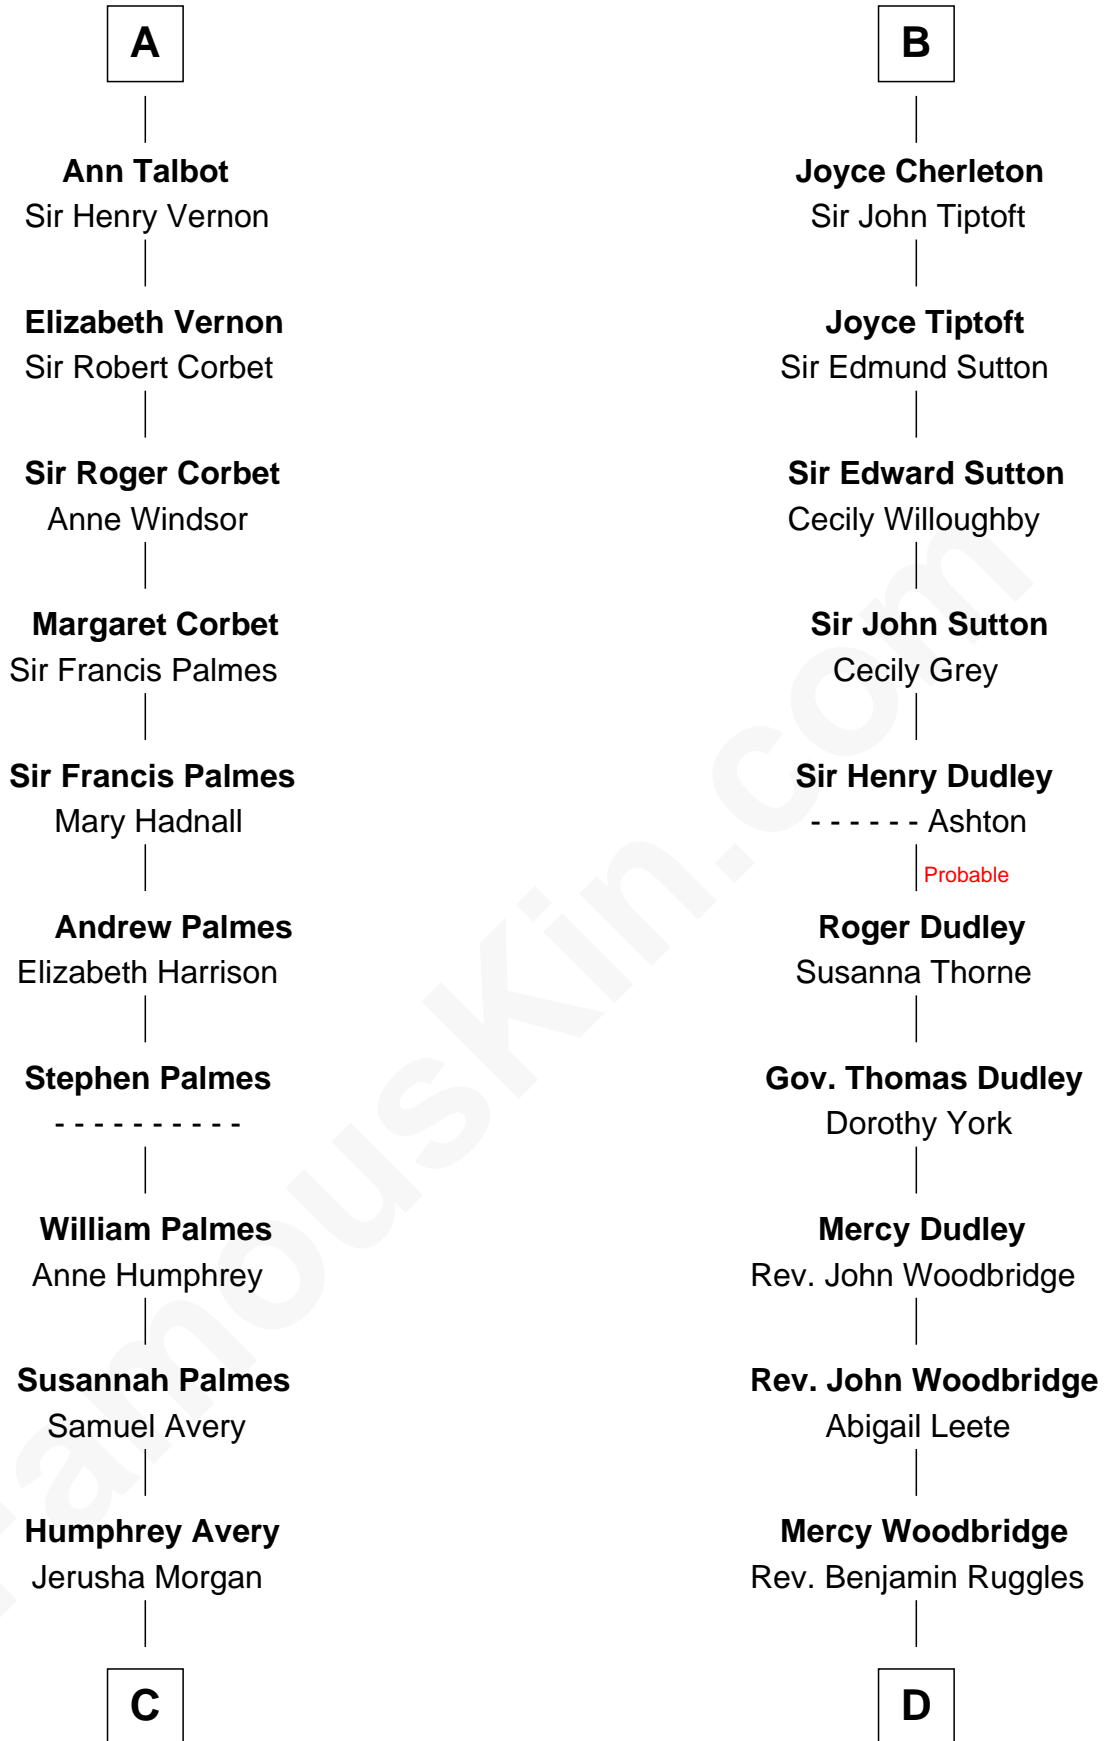 A
Ann Talbot
Sir Henry Vernon
Elizabeth Vernon
Sir Robert Corbet
Sir Roger Corbet
Anne Windsor
Margaret Corbet
Sir Francis Palmes
Sir Francis Palmes
Mary Hadnall
Andrew Palmes
Elizabeth Harrison
Stephen Palmes
- - - - - - - - - -
William Palmes
Anne Humphrey
Susannah Palmes
Samuel Avery
Humphrey Avery
Jerusha Morgan
C
B
Joyce Cherleton
Sir John Tiptoft
Joyce Tiptoft
Sir Edmund Sutton
Sir Edward Sutton
Cecily Willoughby
Sir John Sutton
Cecily Grey
Sir Henry Dudley
- - - - - - Ashton
Probable
Roger Dudley
Susanna Thorne
Gov. Thomas Dudley
Dorothy York
Mercy Dudley
Rev. John Woodbridge
Rev. John Woodbridge
Abigail Leete
Mercy Woodbridge
Rev. Benjamin Ruggles
D
FamousKin.com